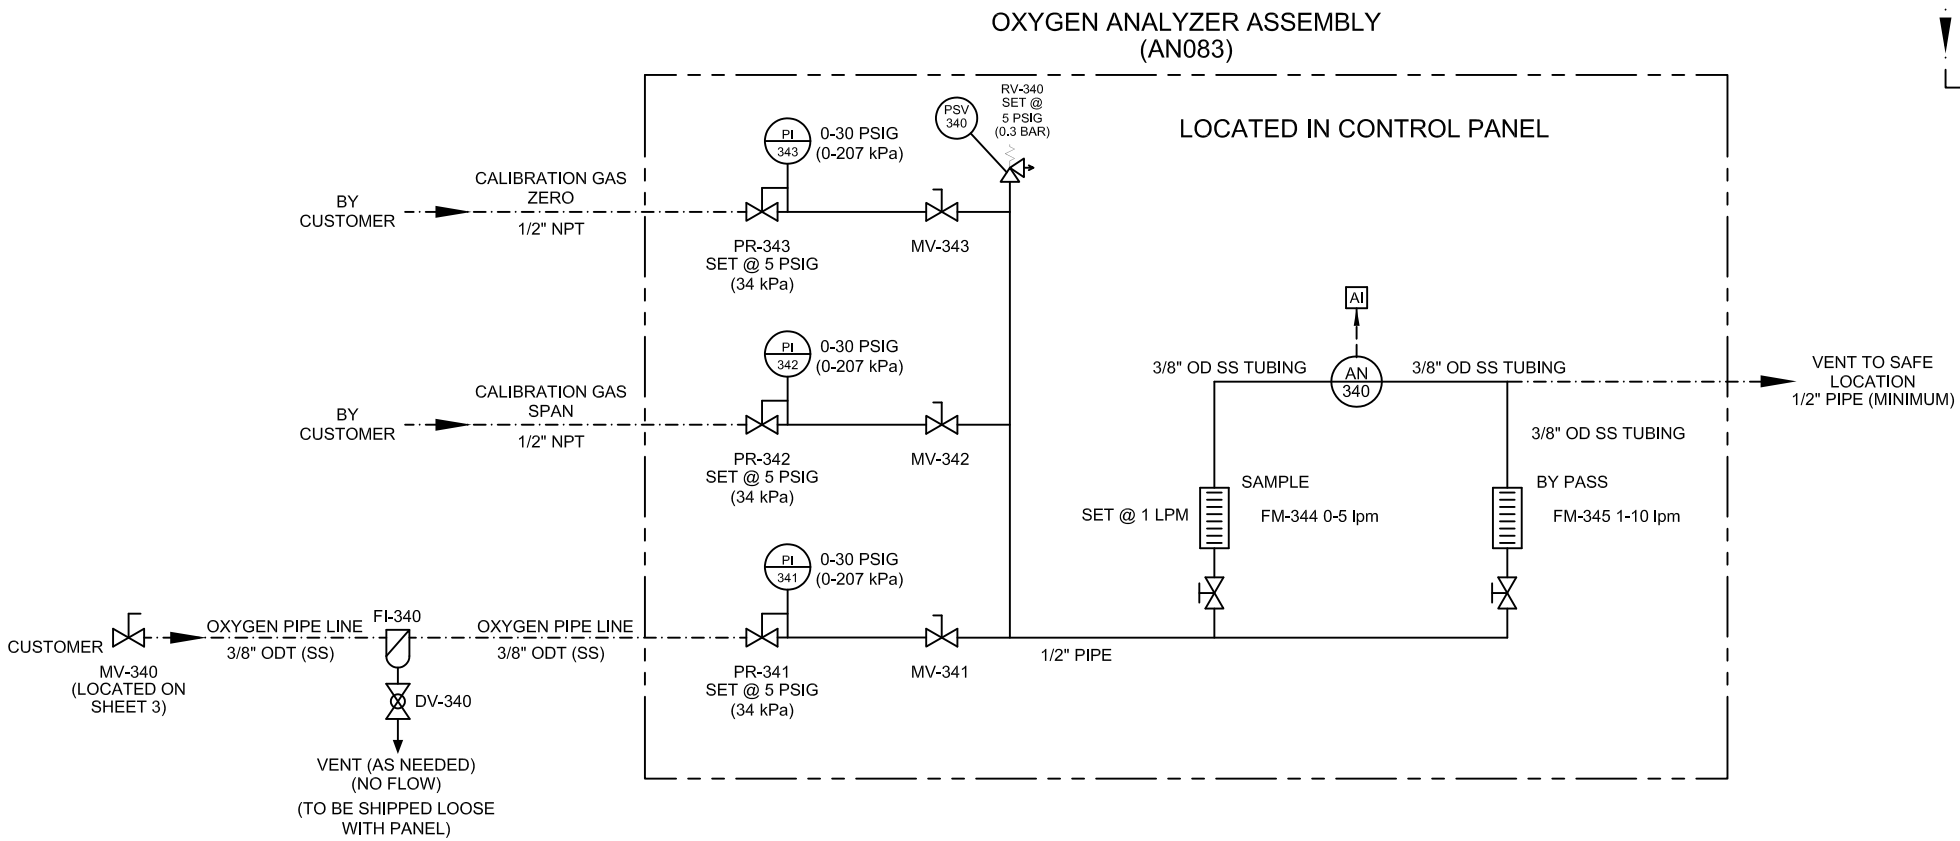 OXYGEN ANALYZER ASSEMBLY
(AN083)
LOCATED IN CONTROL PANEL
RV-340
SET @
5 PSIG
(0.3 BAR)
PSV
340
PI
343
0-30 PSIG
(0-207 kPa)
BY
CUSTOMER
CALIBRATION GAS
ZERO
1/2" NPT
PR-343
SET @ 5 PSIG
(34 kPa)
MV-343
PI
342
0-30 PSIG
(0-207 kPa)
BY
CUSTOMER
CALIBRATION GAS
SPAN
1/2" NPT
PR-342
SET @ 5 PSIG
(34 kPa)
MV-342
AI
3/8" OD SS TUBING
AN
340
3/8" OD SS TUBING
VENT TO SAFE
LOCATION
1/2" PIPE (MINIMUM)
3/8" OD SS TUBING
SAMPLE
SET @ 1 LPM
FM-344 0-5 lpm
BY PASS
FM-345 1-10 lpm
PI
341
0-30 PSIG
(0-207 kPa)
CUSTOMER
MV-340
(LOCATED ON
SHEET 3)
OXYGEN PIPE LINE
3/8" ODT (SS)
FI-340
OXYGEN PIPE LINE
3/8" ODT (SS)
PR-341
SET @ 5 PSIG
(34 kPa)
MV-341
1/2" PIPE
DV-340
VENT (AS NEEDED)
(NO FLOW)
(TO BE SHIPPED LOOSE
WITH PANEL)